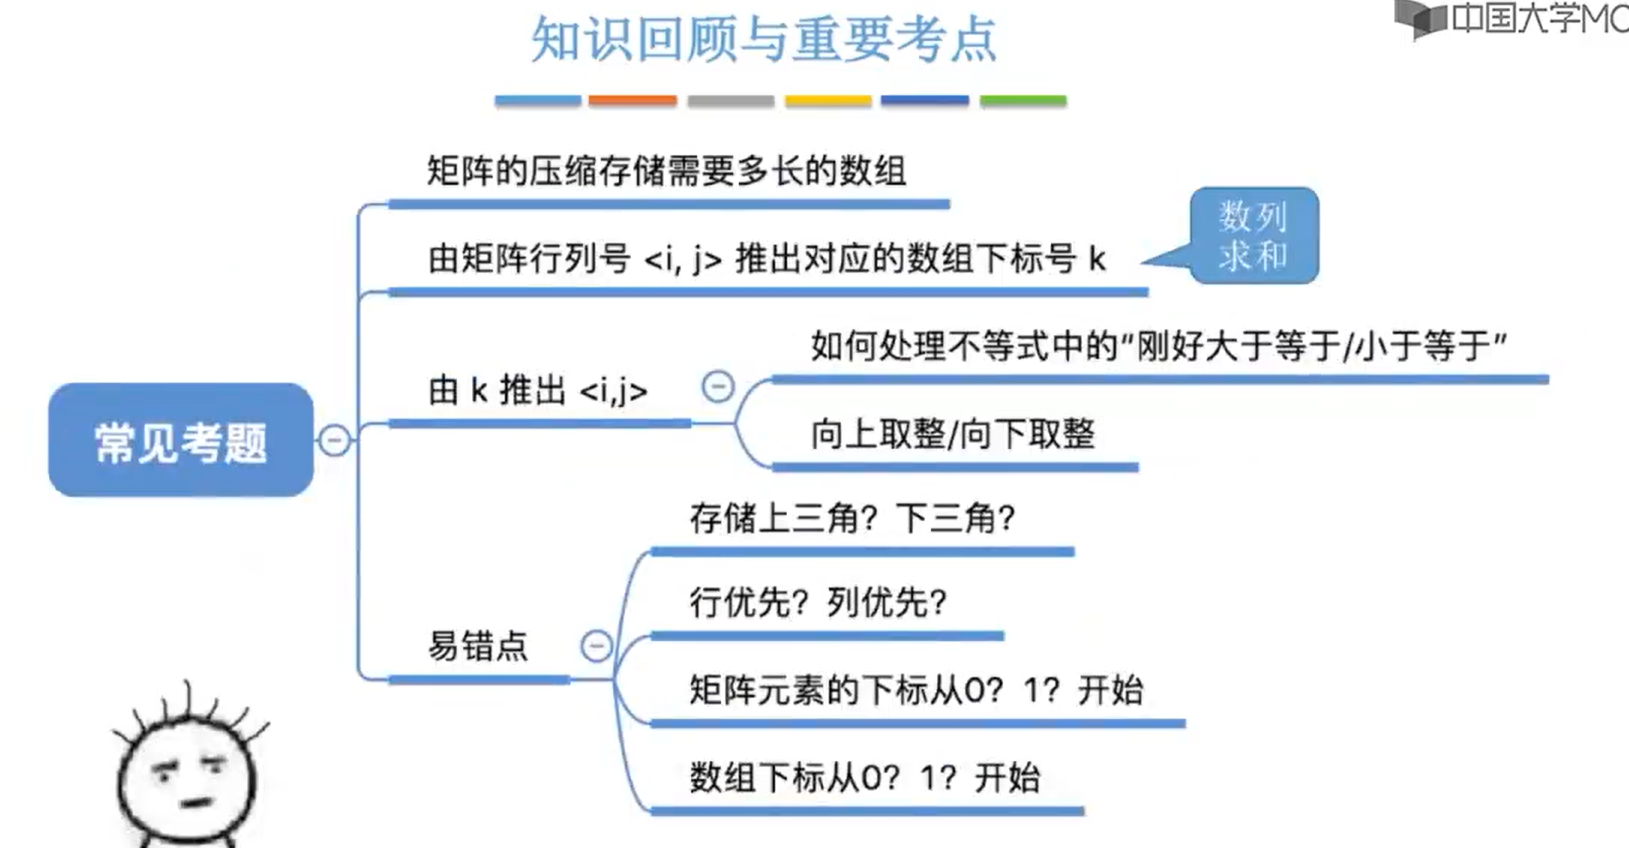 知识回顾与重要考点
中国大学MO
矩阵的压缩存储需要多长的数组
数列
求和
由矩阵行列号 <i, j> 推出对应的数组下标号 k
如何处理不等式中的“刚好大于等于/小于等于”
由 k 推出 <i,j>
向上取整/向下取整
常见考题
存储上三角？下三角？
行优先？列优先？
易错点
矩阵元素的下标从0？1？开始
数组下标从0？1？开始